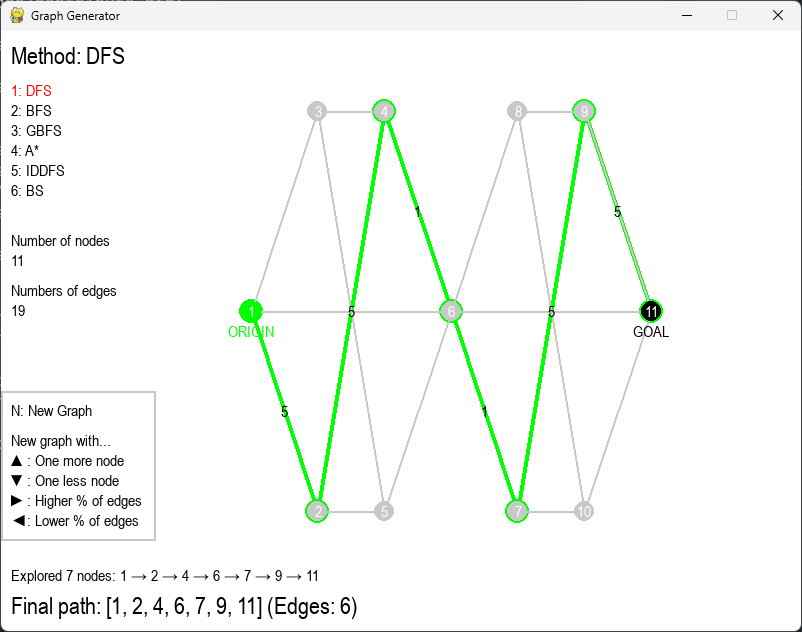 Graph Generator
Method: DFS
1: DFS
2: BFS
3: GBFS
4: A*
5: IDDFS
6: BS
Number of nodes
11
Numbers of edges
19
N: New Graph
New graph with...
▲ : One more node
▼ : One less node
► : Higher % of edges
◄ : Lower % of edges
3
4
8
9
1
5
1
5
6
5
11
ORIGIN
GOAL
5
1
2
5
7
10
Explored 7 nodes: 1 → 2 → 4 → 6 → 7 → 9 → 11
Final path: [1, 2, 4, 6, 7, 9, 11] (Edges: 6)